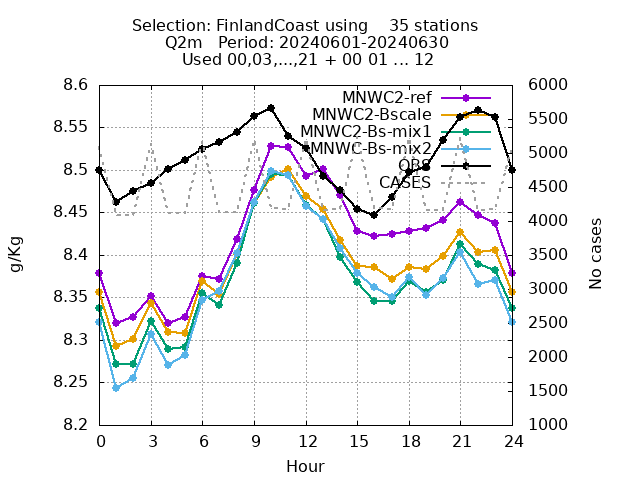 Selection: FinlandCoast using    35 stations
Q2m   Period: 20240601-20240630
Used 00,03,...,21 + 00 01 ... 12
MNWC2-ref
MNWC2-Bscale
MNWC2-Bs-mix1
MNWC2-Bs-mix2
OBS
CASES
8.6
8.55
8.5
8.45
8.4
8.35
8.3
8.25
8.2
g/Kg
6000
5500
5000
4500
4000
3500
3000
2500
2000
1500
1000
No cases
0 3 6 9 12 15 18 21 24
Hour